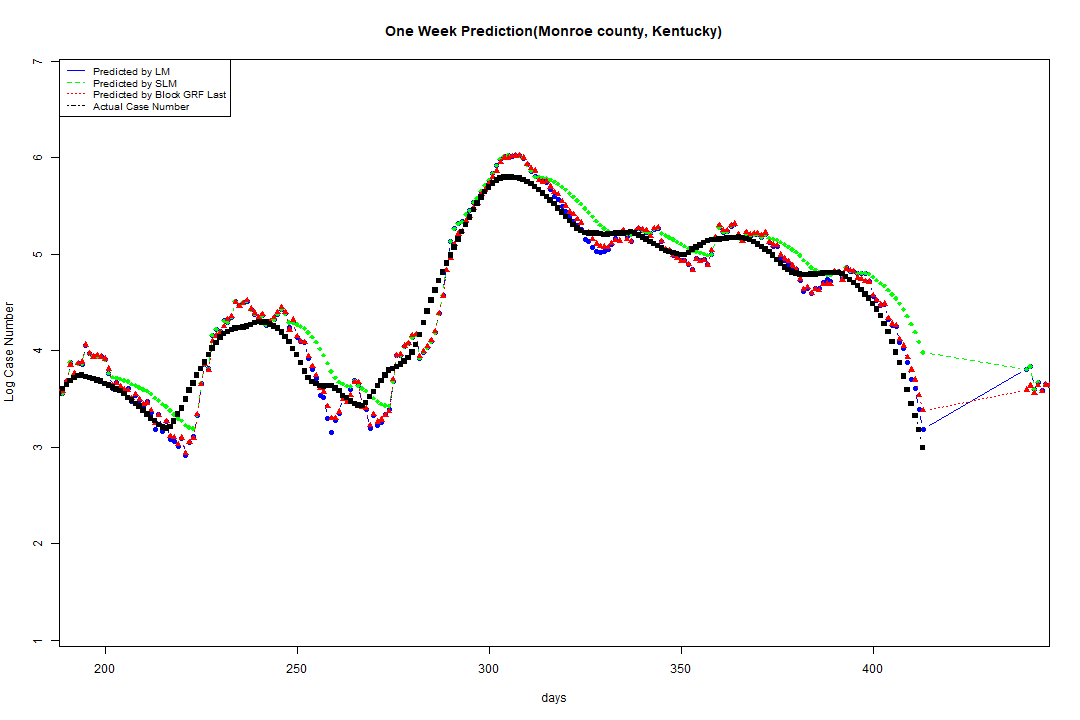 One Week Prediction(Monroe county, Kentucky)
7
Predicted by LM
Predicted by SLM
Predicted by Block GRF Last
Actual Case Number
6
5
4
3
2
1
Log Case Number
200 250 300 350 400
days